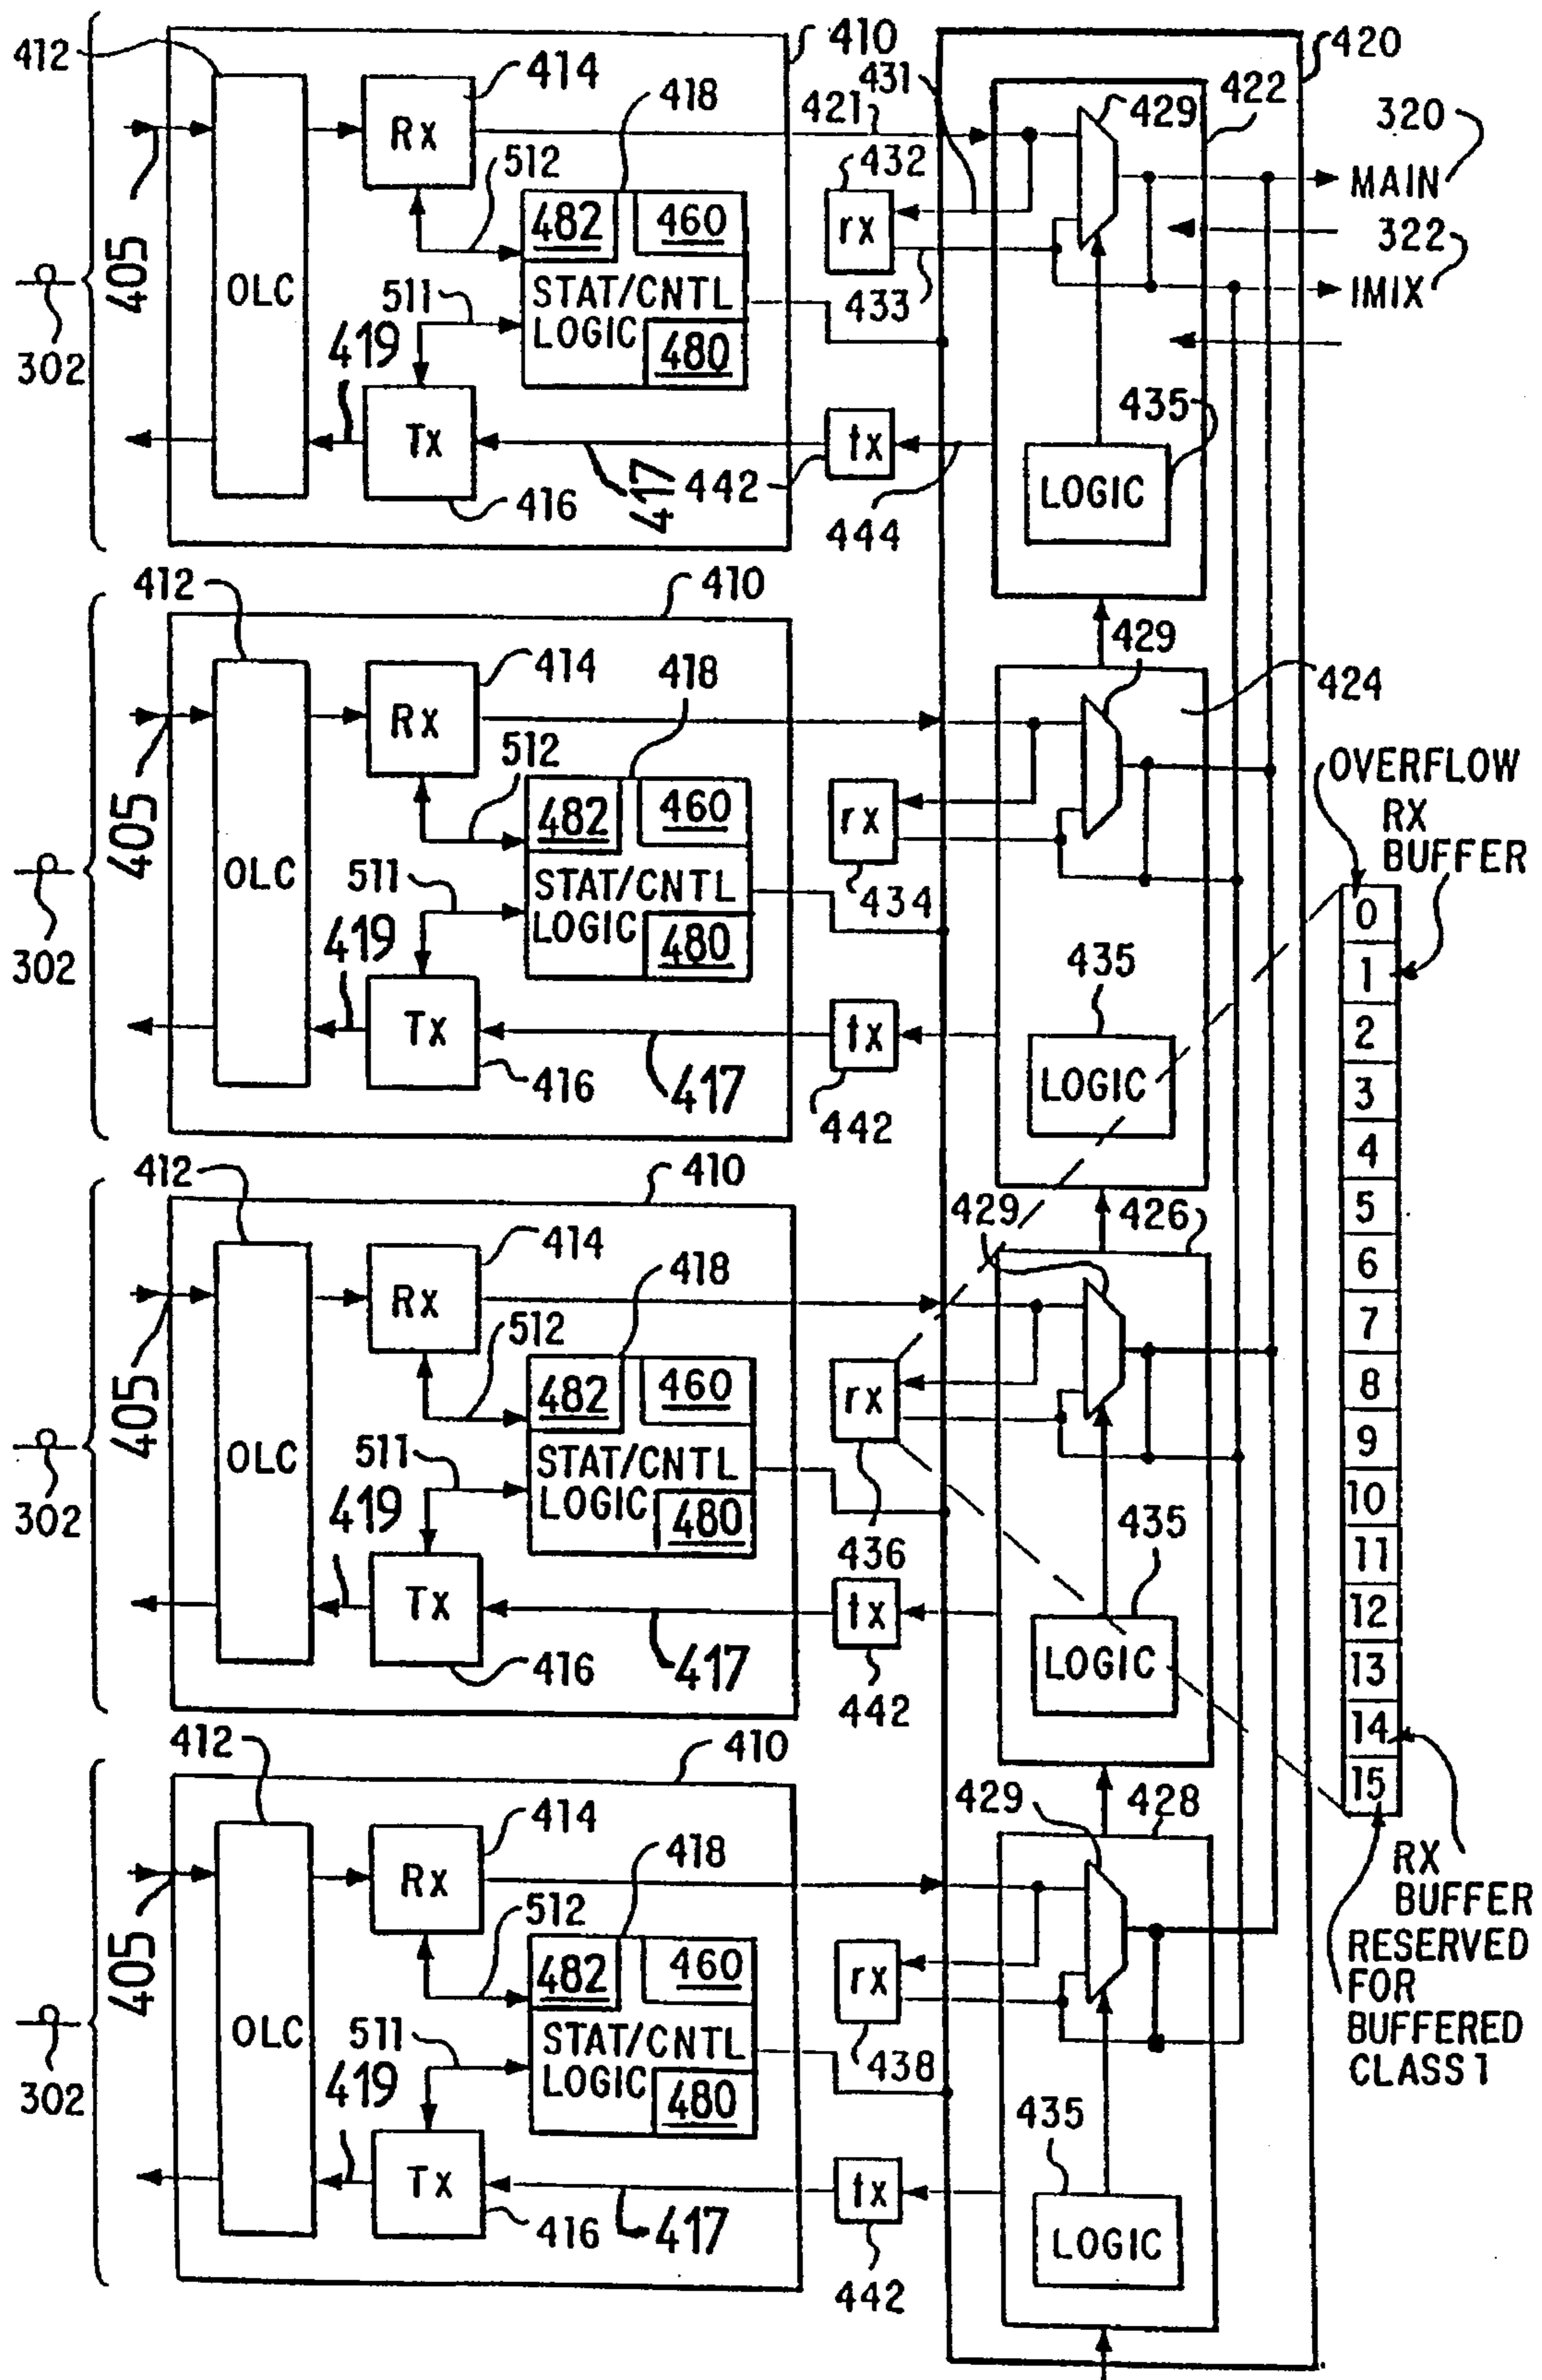 412
414
410
420
431
422
418
421
429
320
Rx
432
MAIN
512
482
460
rx
322
405
OLC
511
STAT/CNTL
LOGIC
433
IMIX
302
419
480
435
Tx
tx
417
442
LOGIC
416
444
412
410
429
414
418
424
Rx
512
OVERFLOW
RX
BUFFER
482
460
rx
405
OLC
511
STAT/CNTL
LOGIC
434
0
302
419
480
435
1
Tx
tx
2
417
LOGIC
416
442
3
4
412
410
429
426
5
414
418
6
Rx
512
7
405
482
460
rx
8
OLC
511
STAT/CNTL
LOGIC
9
302
419
480
10
435
436
11
Tx
tx
12
417
LOGIC
416
442
13
14
412
410
429
428
15
414
418
Rx
RX
BUFFER
512
RESERVED
FOR
BUFFERED
CLASS 1
405
482
460
rx
OLC
511
STAT/CNTL
LOGIC
438
302
419
480
435
Tx
tx
417
LOGIC
416
442